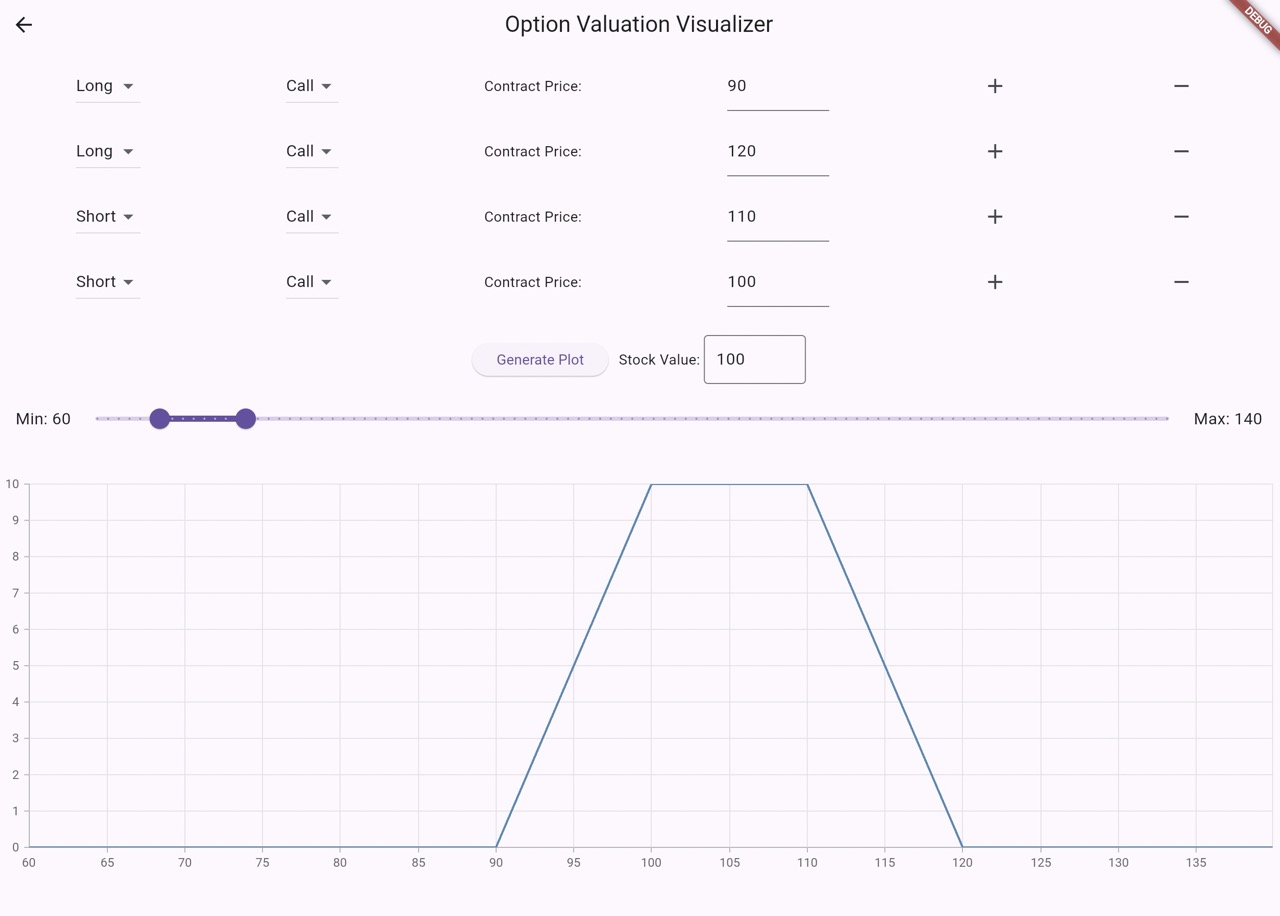 Option Valuation Visualizer
DEBUG
Long Call Contract Price: 90
Long Call Contract Price: 120
Short Call Contract Price: 110
Short Call Contract Price: 100
Generate Plot Stock Value: 100
Min: 60 Max: 140
10
9
8
7
6
5
4
3
2
1
0
60 65 70 75 80 85 90 95 100 105 110 115 120 125 130 135